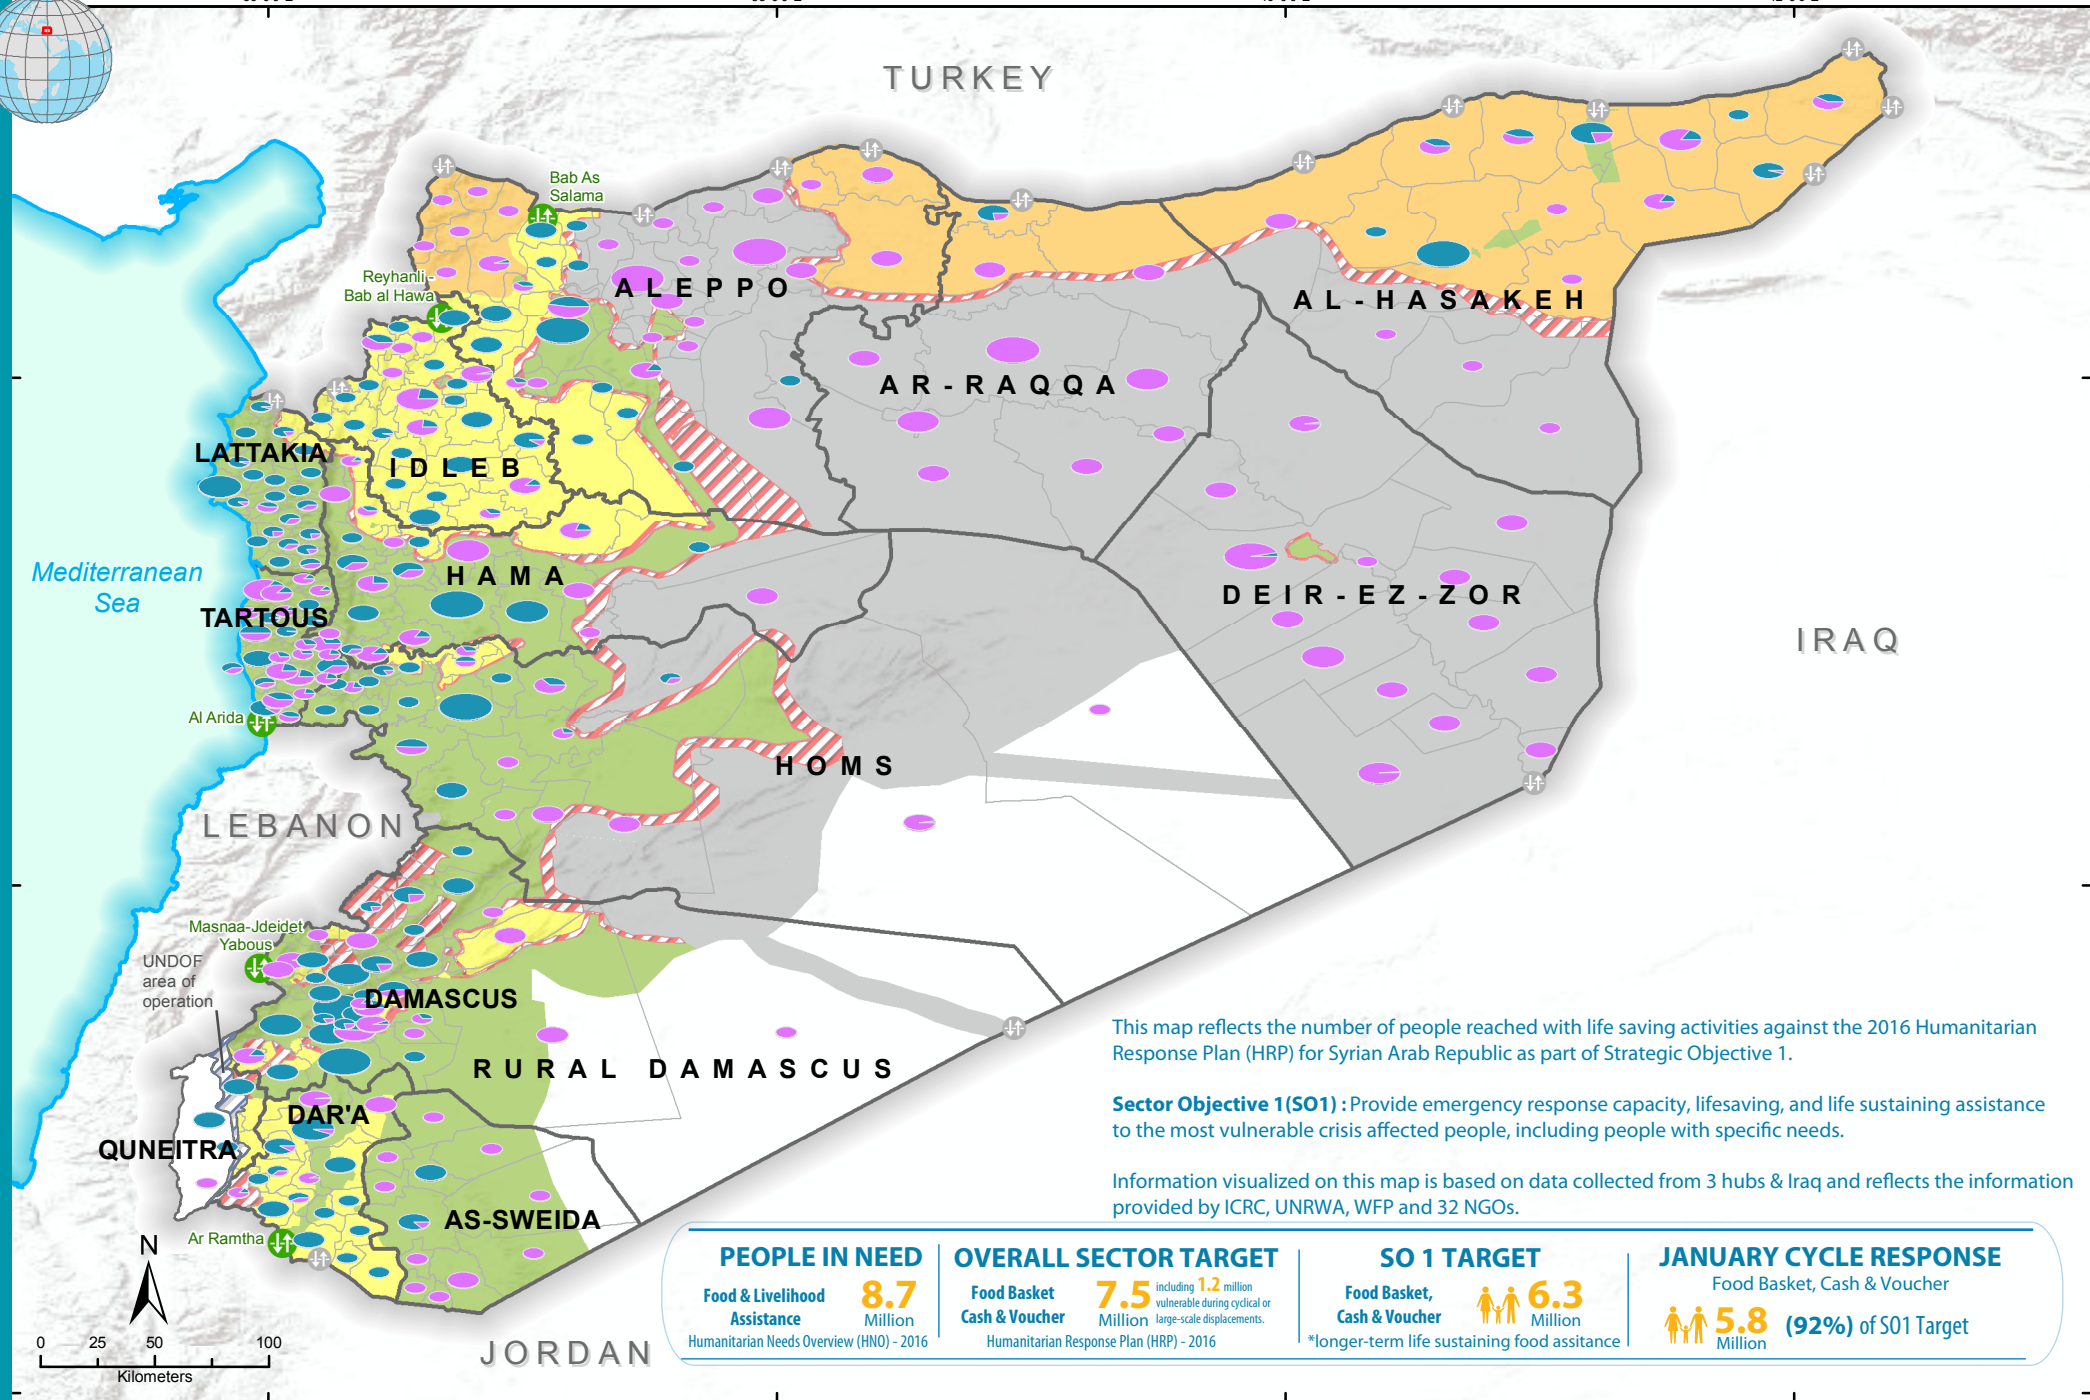 TURKEY
Bab As
Salama
Reyhanli -
Bab al Hawa
ALEPPO
AL-HASAKEH
AR-RAQQA
LATTAKIA
IDLEB
Mediterranean
Sea
HAMA
DEIR-EZ-ZOR
TARTOUS
IRAQ
Al Arida
HOMS
LEBANON
Masnaa-Jdeidet
Yabous
UNDOF
area of
operation
DAMASCUS
RURAL DAMASCUS
DAR'A
QUNEITRA
AS-SWEIDA
Ar Ramtha
N
0 25 50 100
Kilometers
JORDAN
This map reflects the number of people reached with life saving activities against the 2016 Humanitarian
Response Plan (HRP) for Syrian Arab Republic as part of Strategic Objective 1.
Sector Objective 1(SO1) : Provide emergency response capacity, lifesaving, and life sustaining assistance
to the most vulnerable crisis affected people, including people with specific needs.
Information visualized on this map is based on data collected from 3 hubs & Iraq and reflects the information
provided by ICRC, UNRWA, WFP and 32 NGOs.
PEOPLE IN NEED
Food & Livelihood
Assistance
8.7
Million
Humanitarian Needs Overview (HNO) - 2016
OVERALL SECTOR TARGET
Food Basket
Cash & Voucher
7.5
Million
including 1.2 million
vulnerable during cyclical or
large-scale displacements.
Humanitarian Response Plan (HRP) - 2016
SO 1 TARGET
Food Basket,
Cash & Voucher
6.3
Million
*longer-term life sustaining food assitance
JANUARY CYCLE RESPONSE
Food Basket, Cash & Voucher
5.8
Million
(92%) of SO1 Target